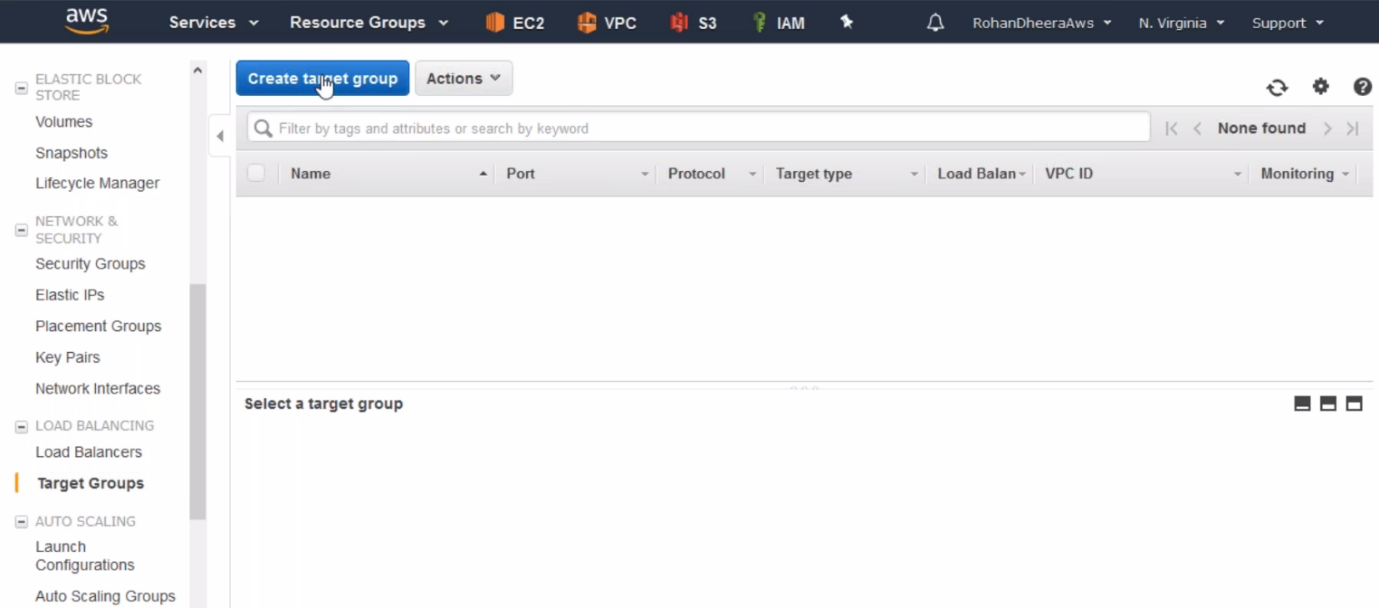 aws Services Resource Groups EC2 VPC S3 IAM RohanDheeraAws N. Virginia Support
ELASTIC BLOCK
STORE
Volumes
Snapshots
Lifecycle Manager
NETWORK &
SECURITY
Security Groups
Elastic IPs
Placement Groups
Key Pairs
Network Interfaces
LOAD BALANCING
Load Balancers
Target Groups
AUTO SCALING
Launch
Configurations
Auto Scaling Groups
Create target group Actions
Filter by tags and attributes or search by keyword None found
Name Port Protocol Target type Load Balan VPC ID Monitoring
Select a target group